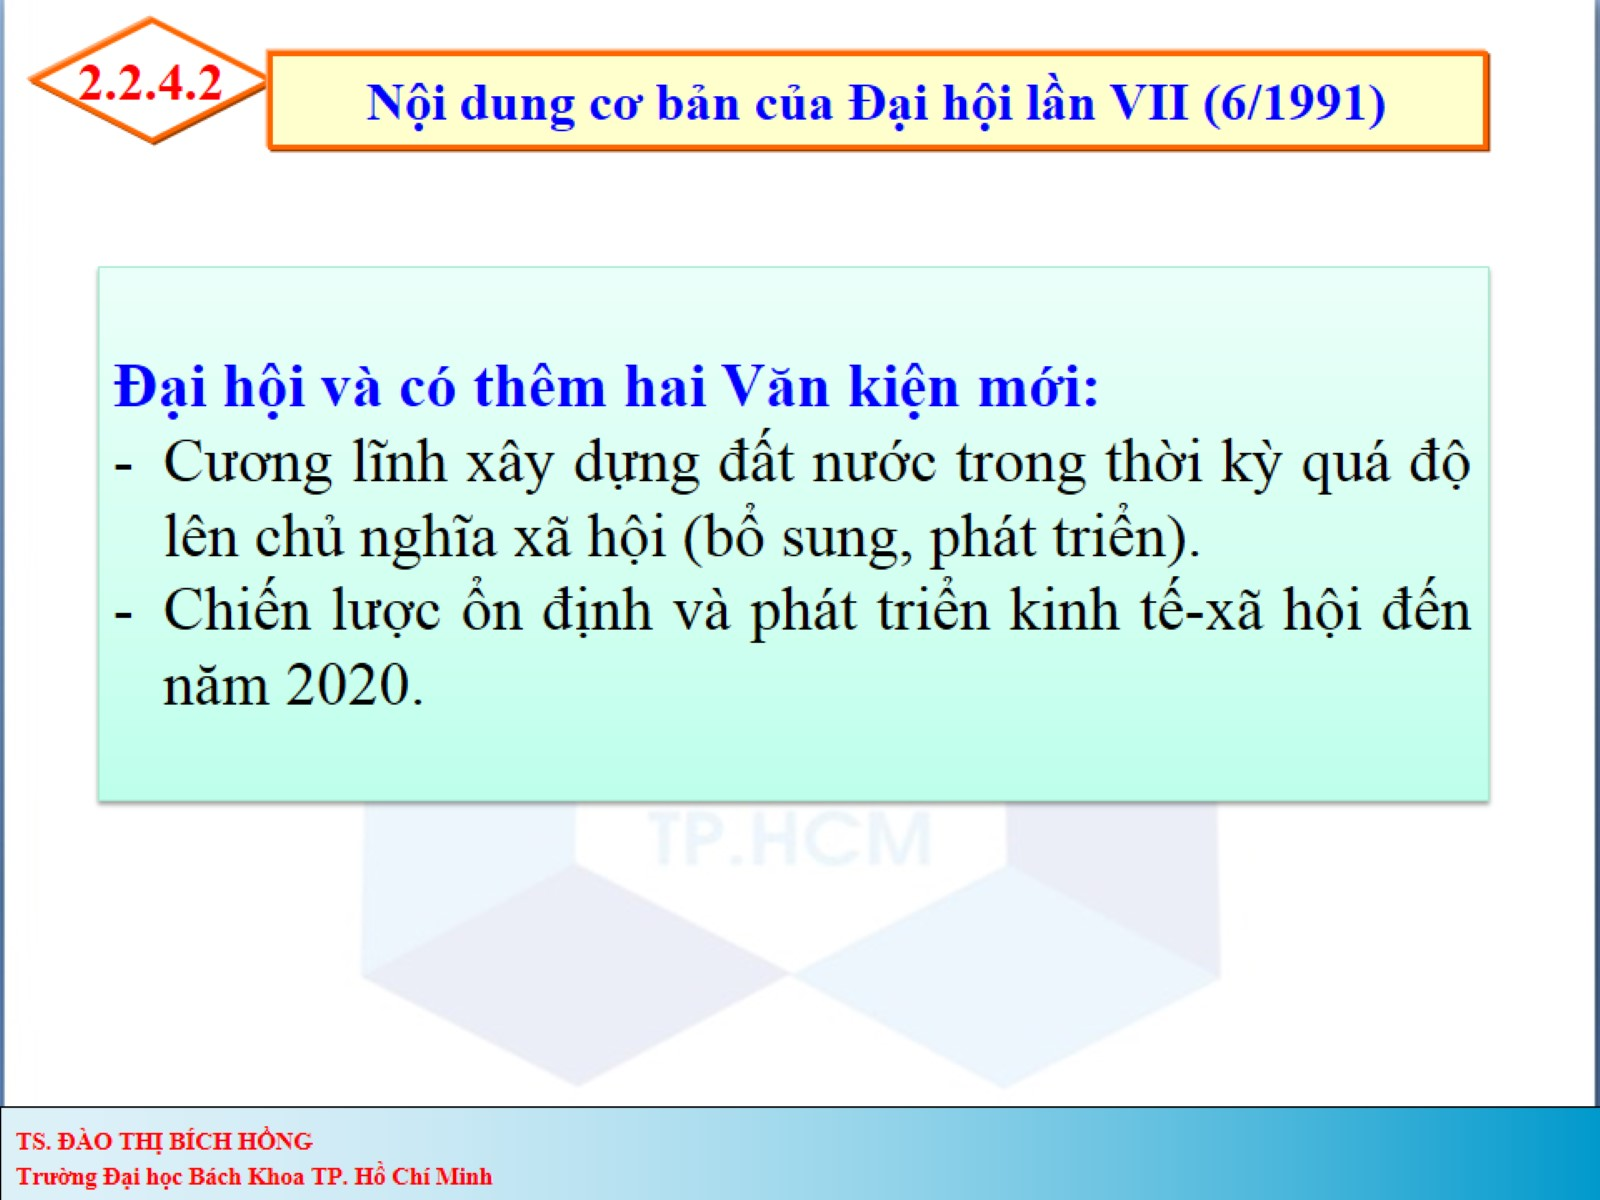 2.2.4.2
Nội dung cơ bản của Đại hội lần VII (6/1991)
Đại hội và có thêm hai Văn kiện mới:
- Cương lĩnh xây dựng đất nước trong thời kỳ quá độ
lên chủ nghĩa xã hội (bổ sung, phát triển).
- Chiến lược ổn định và phát triển kinh tế-xã hội đến
năm 2020.
TP.HCM
TS. ĐÀO THỊ BÍCH HỒNG
Trường Đại học Bách Khoa TP. Hồ Chí Minh